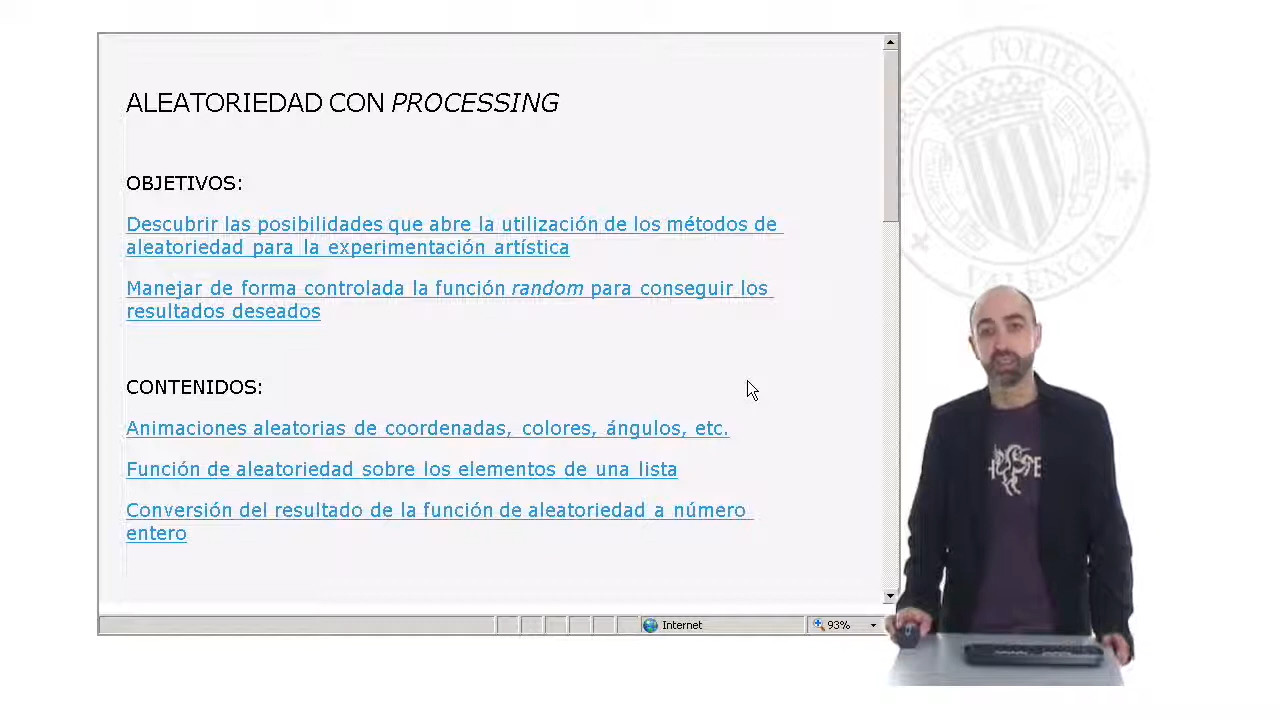 ALEATORIEDAD CON PROCESSING
OBJETIVOS:
Descubrir las posibilidades que abre la utilización de los métodos de
aleatoriedad para la experimentación artística
Manejar de forma controlada la función random para conseguir los
resultados deseados
CONTENIDOS:
Animaciones aleatorias de coordenadas, colores, ángulos, etc.
Función de aleatoriedad sobre los elementos de una lista
Conversión del resultado de la función de aleatoriedad a número
entero
Internet
93%
POLITECNICA
VALENCIA